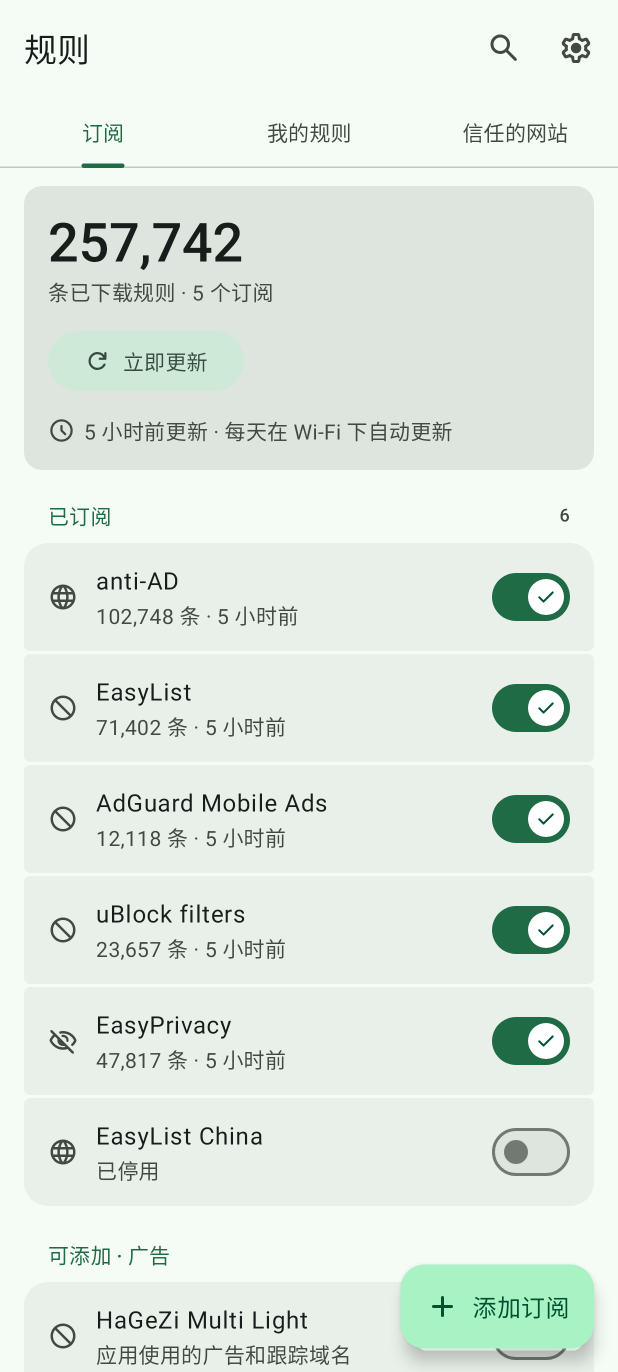 规则
订阅
我的规则
信任的网站
257,742
条已下载规则 · 5 个订阅
立即更新
5 小时前更新 · 每天在 Wi-Fi 下自动更新
已订阅
6
anti-AD
102,748 条 · 5 小时前
EasyList
71,402 条 · 5 小时前
AdGuard Mobile Ads
12,118 条 · 5 小时前
uBlock filters
23,657 条 · 5 小时前
EasyPrivacy
47,817 条 · 5 小时前
EasyList China
已停用
可添加 · 广告
添加订阅
HaGeZi Multi Light
应用使用的广告和跟踪域名